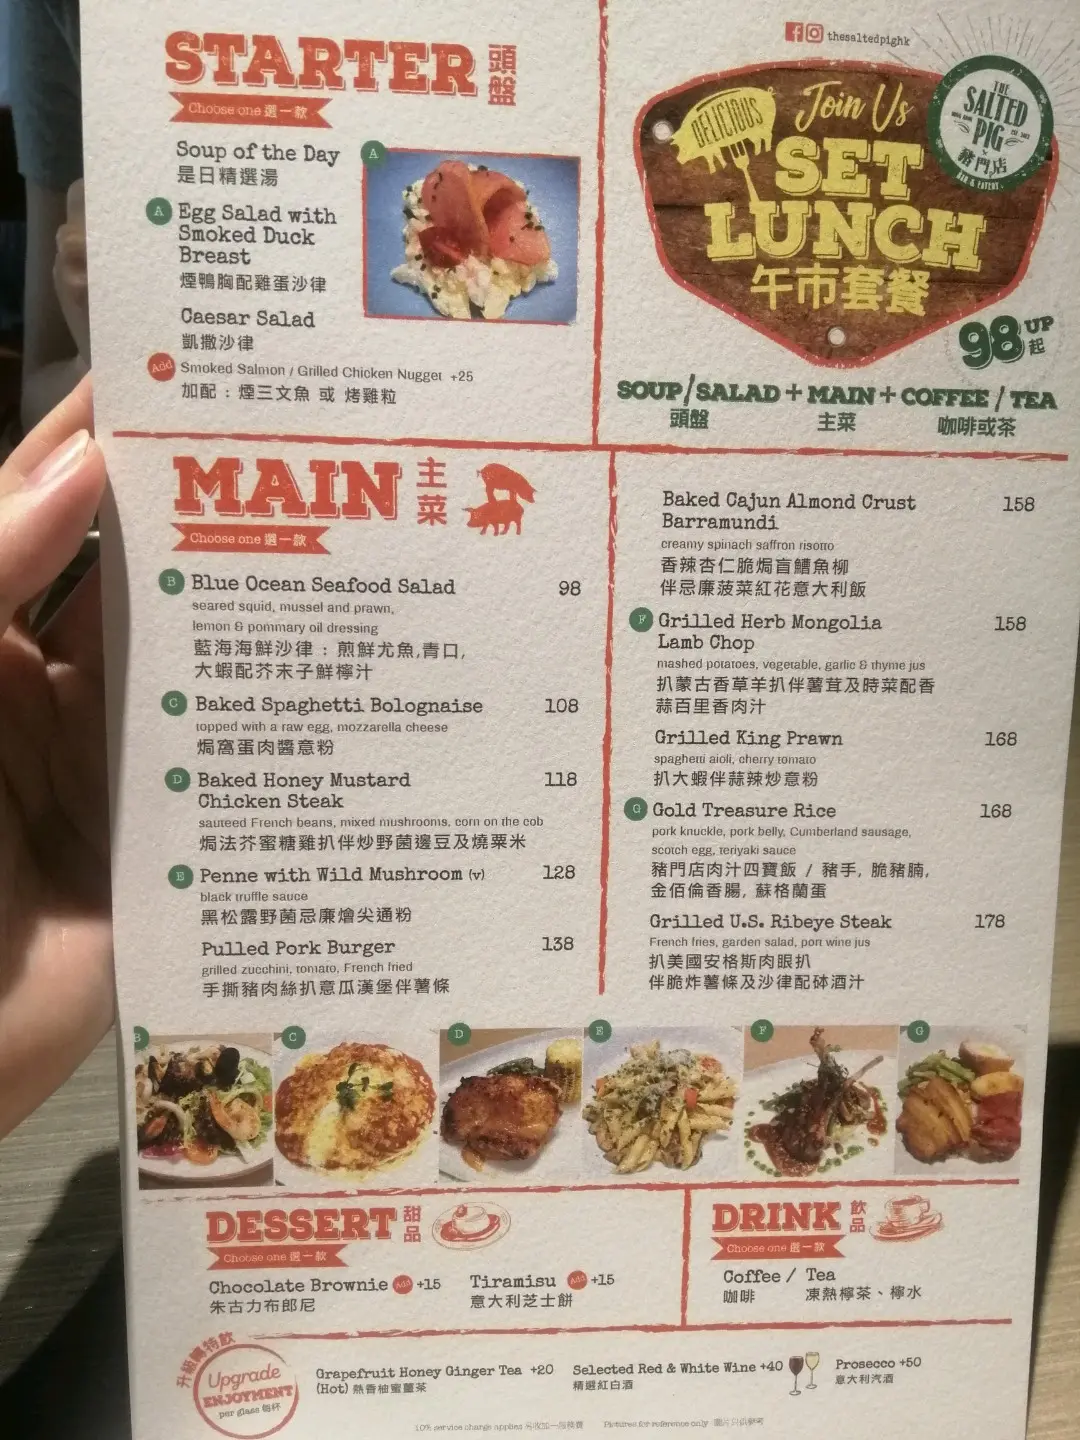 STARTER 頭盤
Choose one 選一款
Soup of the Day
是日精選湯
A
A Egg Salad with
Smoked Duck
Breast
煙鴨胸配雞蛋沙律
Caesar Salad
凱撒沙律
Add Smoked Salmon / Grilled Chicken Nugget +25
加配：煙三文魚 或 烤雞粒
thesaltedpighk
DELICIOUS
Join Us
SET
LUNCH
午市套餐
THE
SALTED
PIG
豬門店
98 UP 起
SOUP/SALAD + MAIN + COFFEE / TEA
頭盤 主菜 咖啡或茶
MAIN 主菜
Choose one 選一款
B Blue Ocean Seafood Salad 98
seared squid, mussel and prawn,
lemon & pommary oil dressing
藍海海鮮沙律：煎鮮尤魚,青口,
大蝦配芥末子鮮檸汁
C Baked Spaghetti Bolognaise 108
topped with a raw egg, mozzarella cheese
焗窩蛋肉醬意粉
D Baked Honey Mustard 118
Chicken Steak
sauteed French beans, mixed mushrooms, corn on the cob
焗法芥蜜糖雞扒伴炒野菌邊豆及燒粟米
E Penne with Wild Mushroom (v) 128
black truffle sauce
黑松露野菌忌廉燴尖通粉
Pulled Pork Burger 138
grilled zucchini, tomato, French fried
手撕豬肉絲扒意瓜漢堡伴薯條
Baked Cajun Almond Crust 158
Barramundi
creamy spinach saffron risotto
香辣杏仁脆焗盲鰽魚柳
伴忌廉菠菜紅花意大利飯
F Grilled Herb Mongolia 158
Lamb Chop
mashed potatoes, vegetable, garlic & thyme jus
扒蒙古香草羊扒伴薯茸及時菜配香
蒜百里香肉汁
Grilled King Prawn 168
spaghetti aioli, cherry tomato
扒大蝦伴蒜辣炒意粉
G Gold Treasure Rice 168
pork knuckle, pork belly, Cumberland sausage,
scotch egg, teriyaki sauce
豬門店肉汁四寶飯 / 豬手, 脆豬腩,
金佰倫香腸, 蘇格蘭蛋
Grilled U.S. Ribeye Steak 178
French fries, garden salad, port wine jus
扒美國安格斯肉眼扒
伴脆炸薯條及沙律配砵酒汁
B C D E F G
DESSERT 甜品
Choose one 選一款
Chocolate Brownie Add +15
朱古力布郎尼
Tiramisu Add +15
意大利芝士餅
DRINK 飲品
Choose one 選一款
Coffee / Tea
咖啡 凍熱檸茶、檸水
升級轉特飲
Upgrade
ENJOYMENT
per glass 每杯
Grapefruit Honey Ginger Tea +20
(Hot) 熱香柚蜜薑茶
Selected Red & White Wine +40
精選紅白酒
Prosecco +50
意大利汽酒
10% service charge applies 另收加一服務費 Pictures for reference only 圖片只供參考